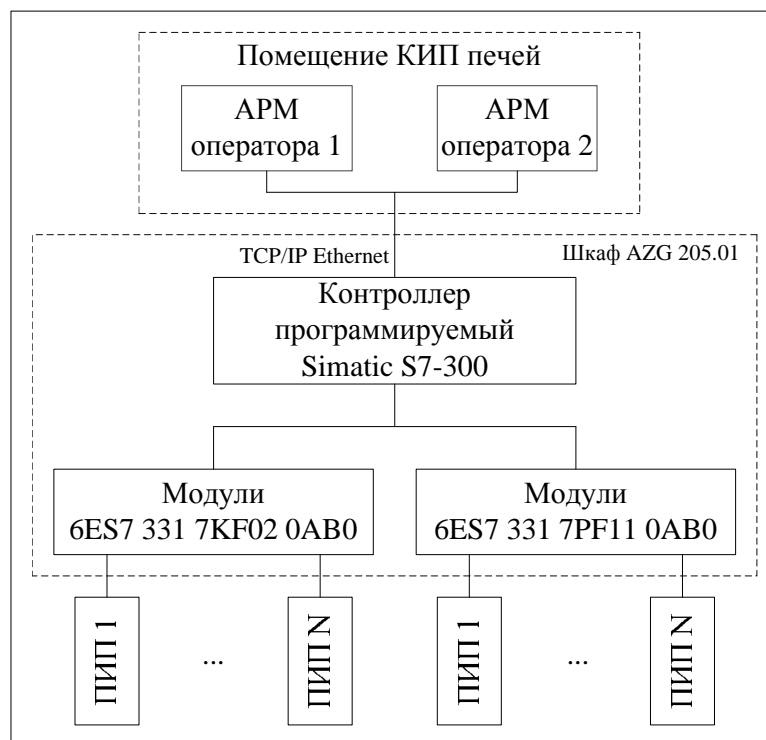 Помещение КИП печей
АРМ
оператора 1
АРМ
оператора 2
TCP/IP Ethernet
Шкаф AZG 205.01
Контроллер
программируемый
Simatic S7-300
Модули
6ES7 331 7KF02 0AB0
Модули
6ES7 331 7PF11 0AB0
ПИП 1
...
ПИП N
ПИП 1
...
ПИП N